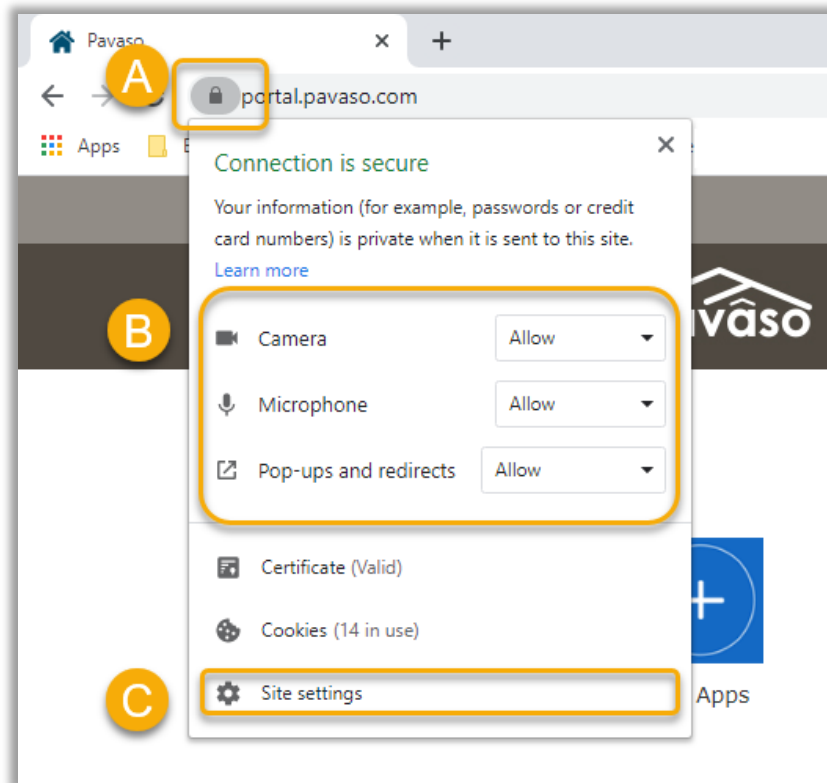 Pavaso
A
portal.pavaso.com
Apps
Connection is secure
Your information (for example, passwords or credit
card numbers) is private when it is sent to this site.
Learn more
B
Camera
Allow
Microphone
Allow
Pop-ups and redirects
Allow
Certificate (Valid)
Cookies (14 in use)
C
Site settings
Apps